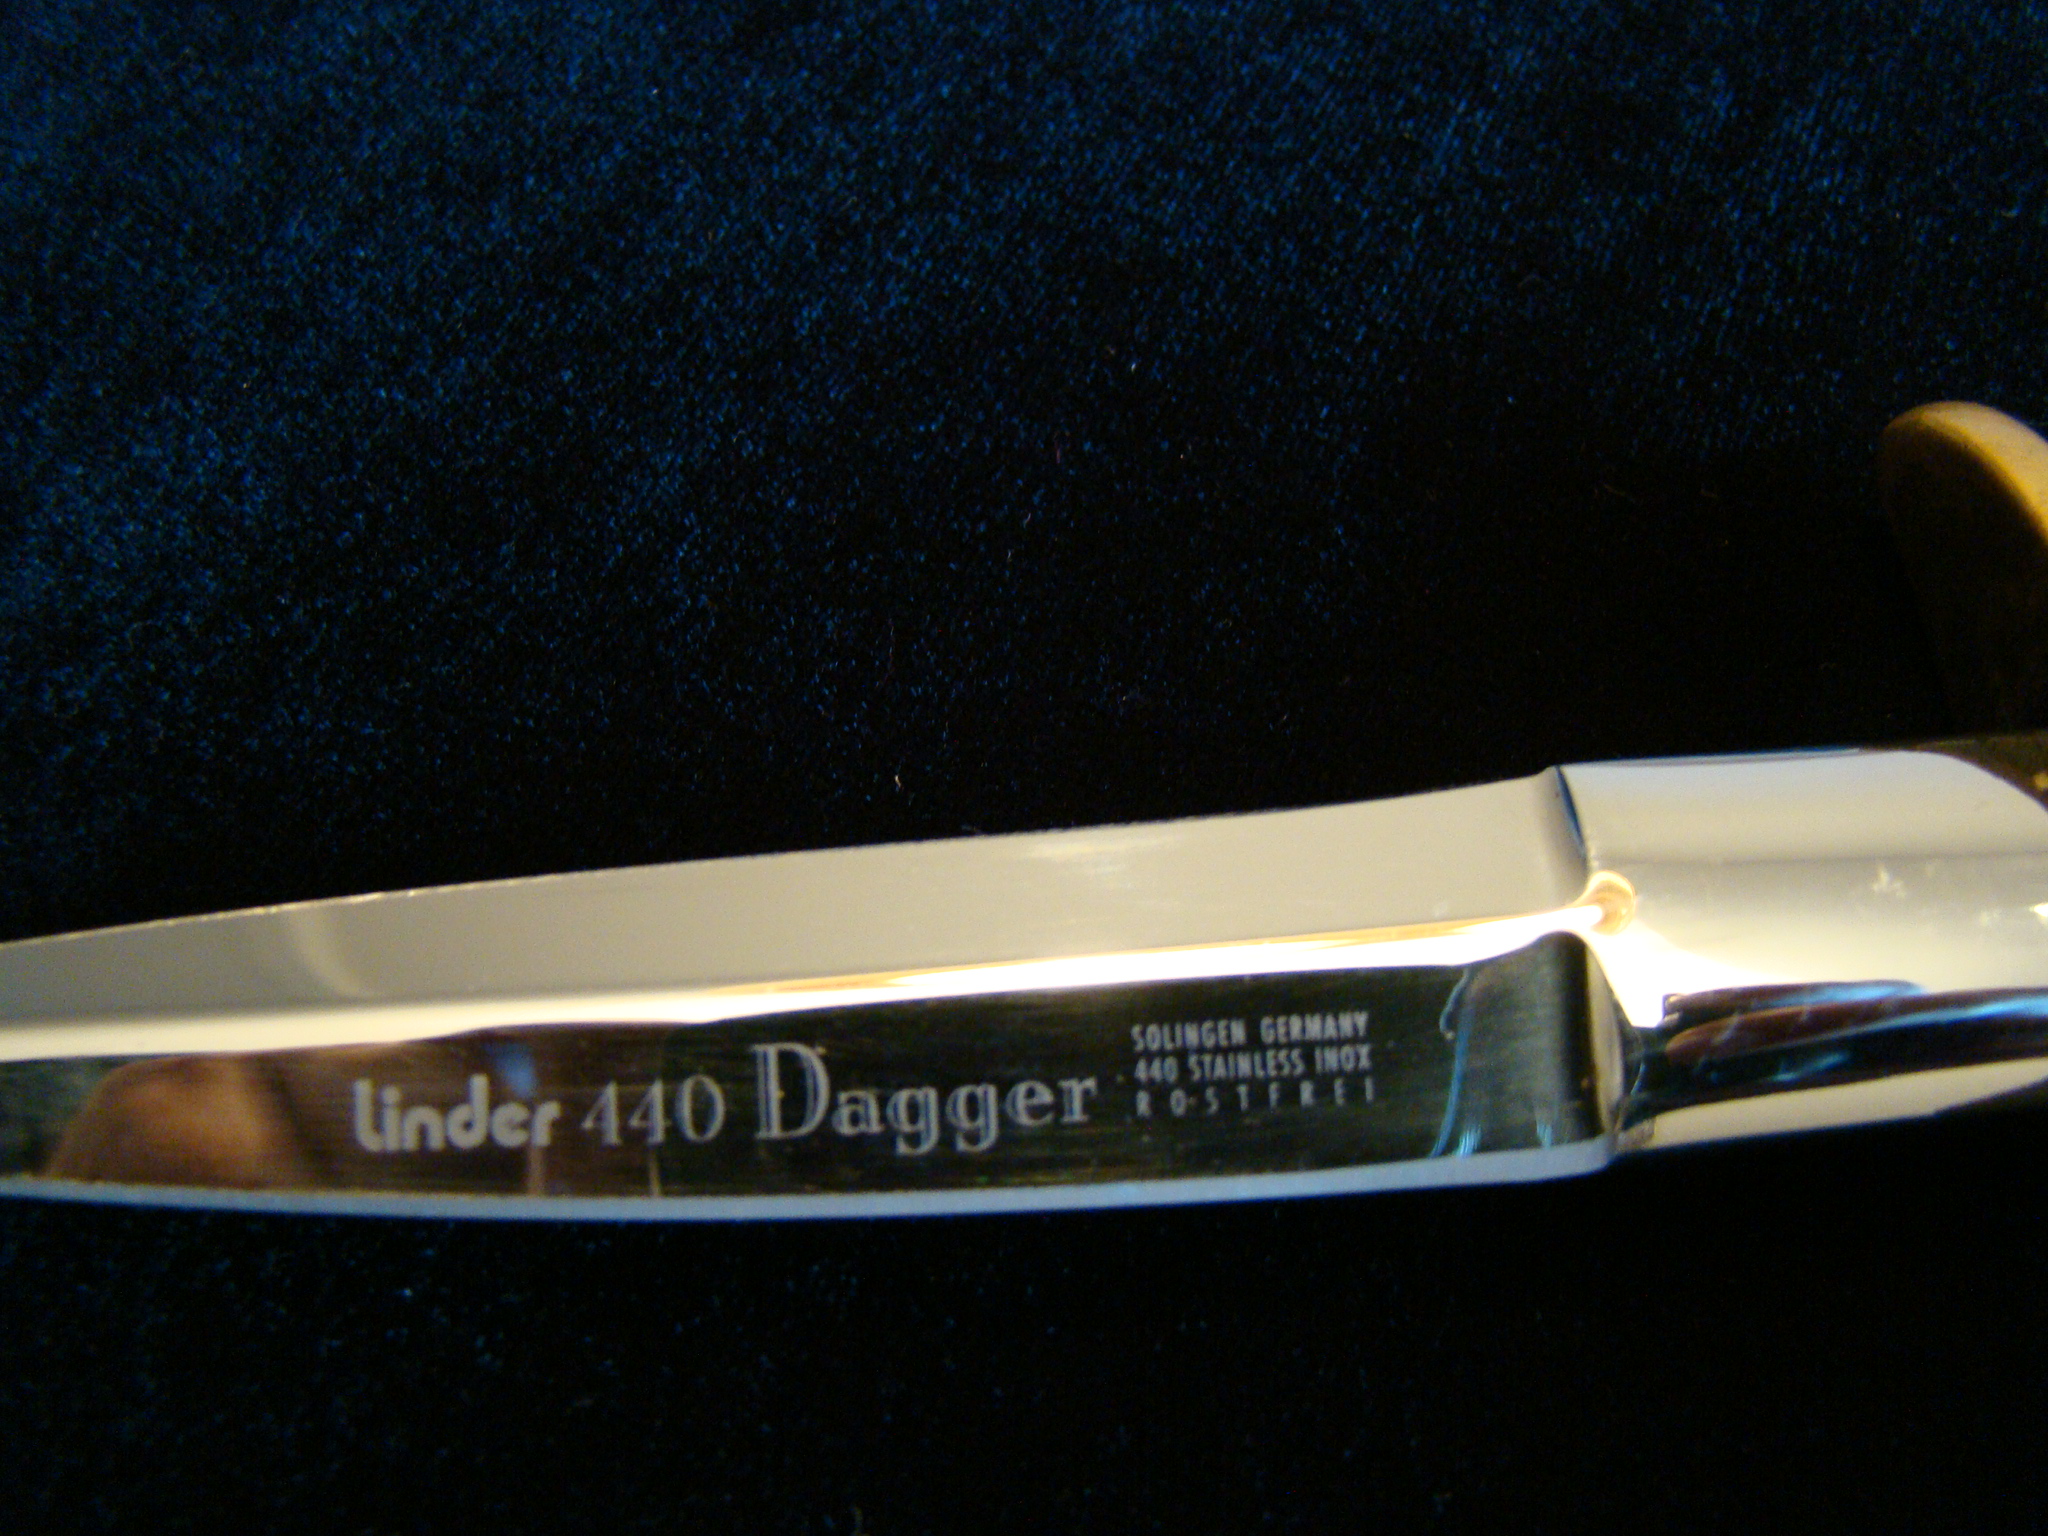 Linder 440 Dagger
SOLINGEN GERMANY
440 STAINLESS INOX
ROSTFREI